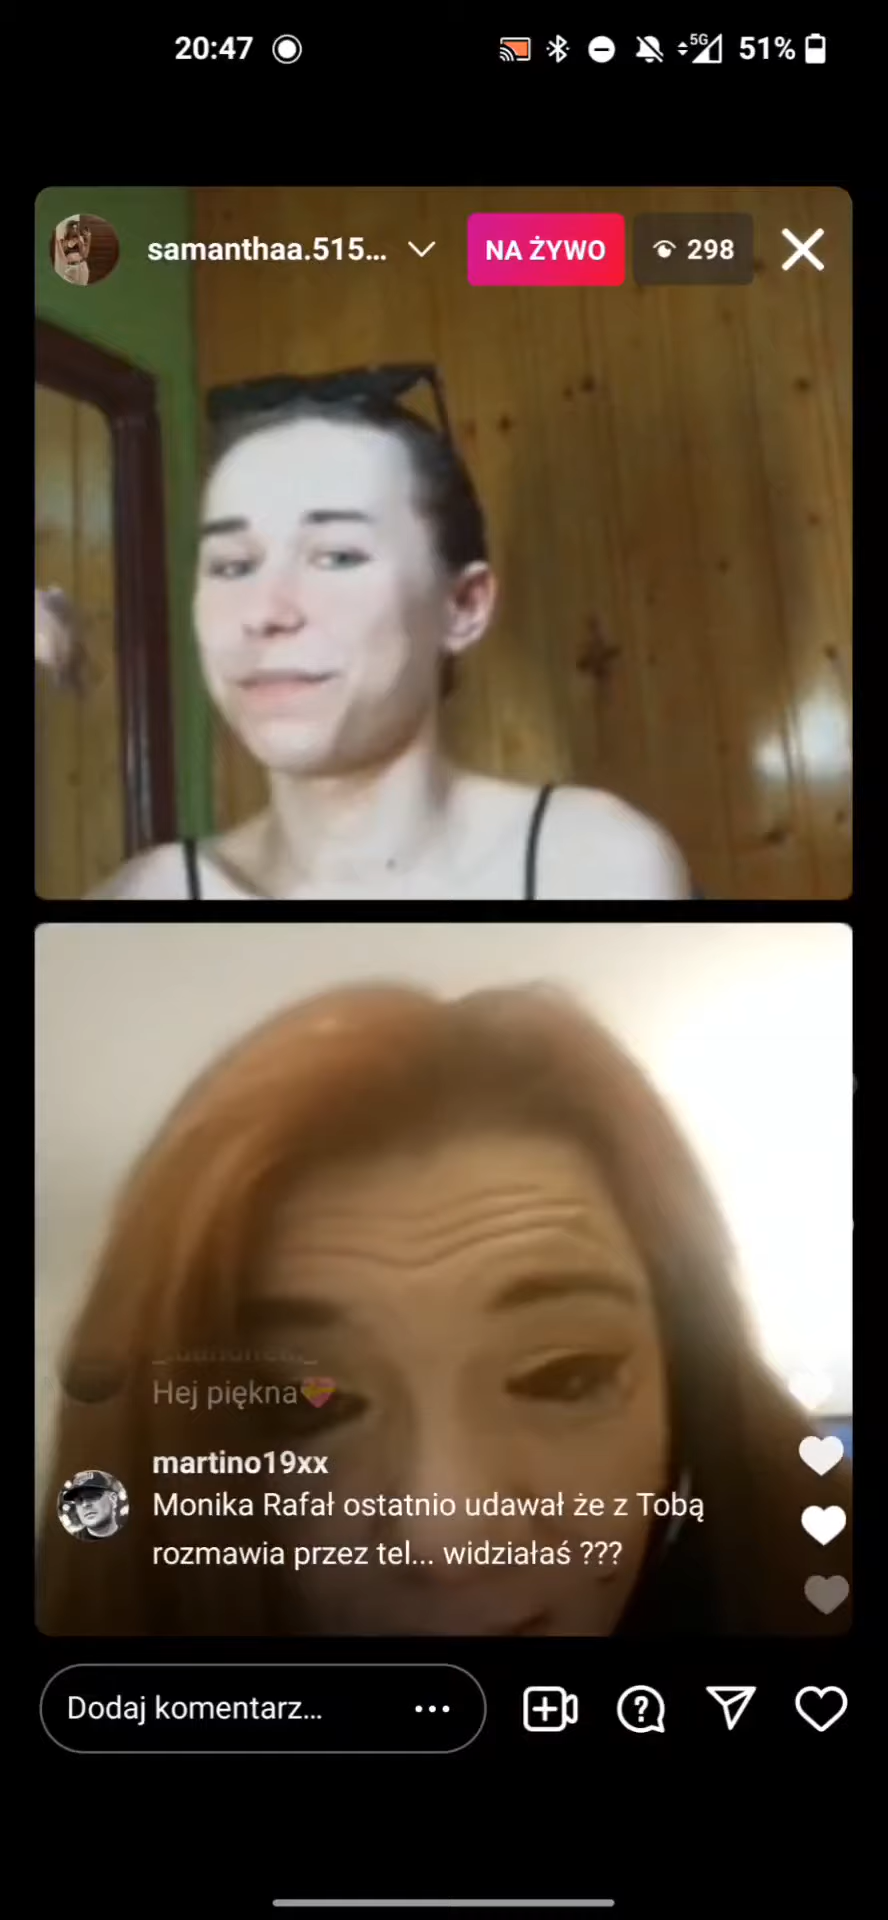 20:47
5G
51%
samanthaa.515...
NA ŻYWO
298
Hej piękna💝
martino19xx
Monika Rafał ostatnio udawał że z Tobą
rozmawia przez tel... widziałaś ???
Dodaj komentarz...